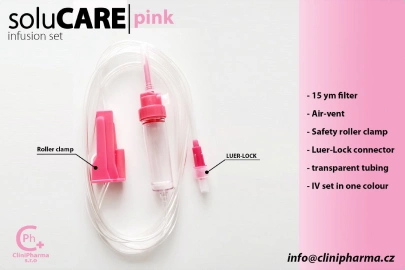 soluCARE pink
infusion set
- 15 ym filter
- Air-vent
- Safety roller clamp
- Luer-Lock connector
- transparent tubing
- IV set in one colour
Roller clamp
LUER-LOCK
C Ph +
CliniPharma
s.r.o
info@clinipharma.cz